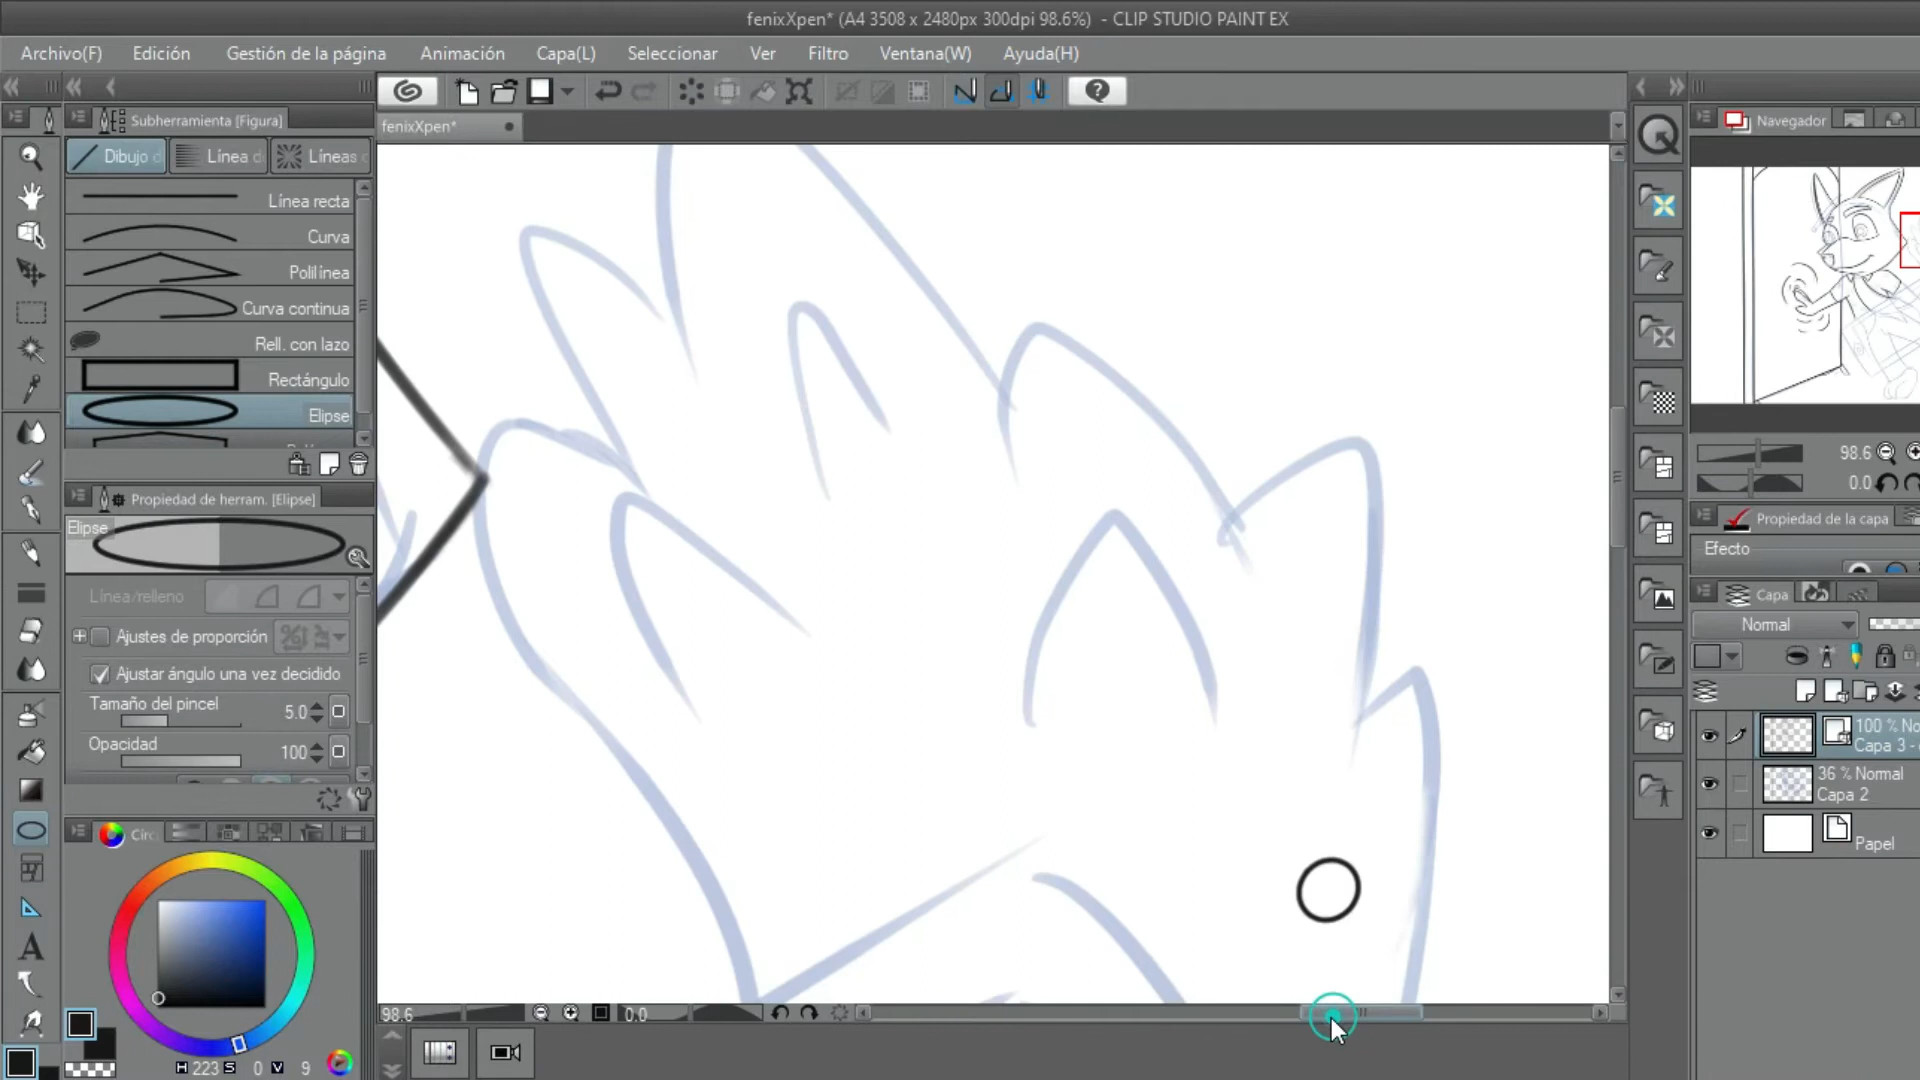 fenixXpen* (A4 3508 x 2480px 300dpi 98.6%) - CLIP STUDIO PAINT EX
Archivo(F) Edición Gestión de la página Animación Capa(L) Seleccionar Ver Filtro Ventana(W) Ayuda(H)
Subherramienta [Figura]
fenixXpen*
Navegador
Dibujo d Línea d Líneas
Línea recta
Curva
Polilínea
Curva continua
Rell. con lazo
Rectángulo
Elipse
98.6
0.0
Propiedad de herram. [Elipse]
Propiedad de la capa
Elipse
Efecto
Línea/relleno
Capa
Normal
Ajustes de proporción
Ajustar ángulo una vez decidido
Tamaño del pincel 5.0
100 % No
Capa 3 -
Opacidad 100
36 % Normal
Capa 2
Círc
Papel
98.6 0.0
H 223 S 0 V 9